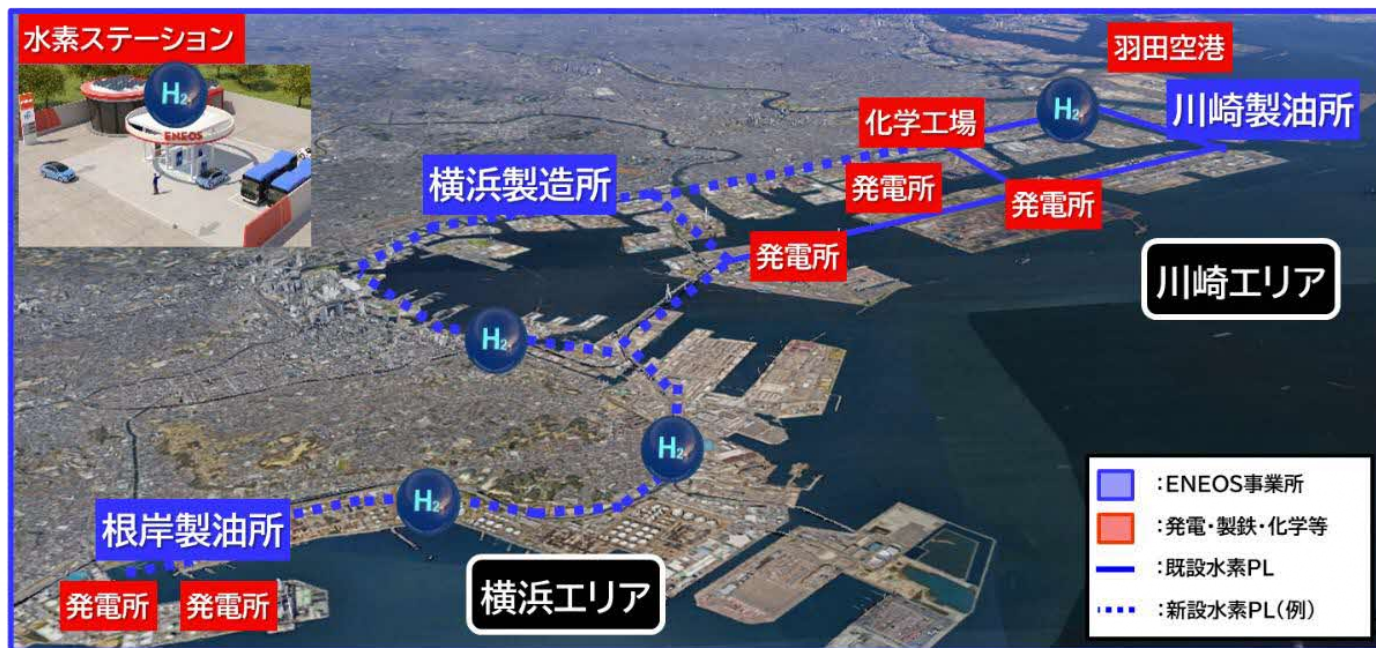 水素ステーション
H₂
ENEOS
羽田空港
H₂
川崎製油所
化学工場
横浜製造所
発電所
発電所
発電所
川崎エリア
H₂
H₂
H₂
根岸製油所
発電所
発電所
横浜エリア
:ENEOS事業所
:発電・製鉄・化学等
:既設水素PL
:新設水素PL(例)